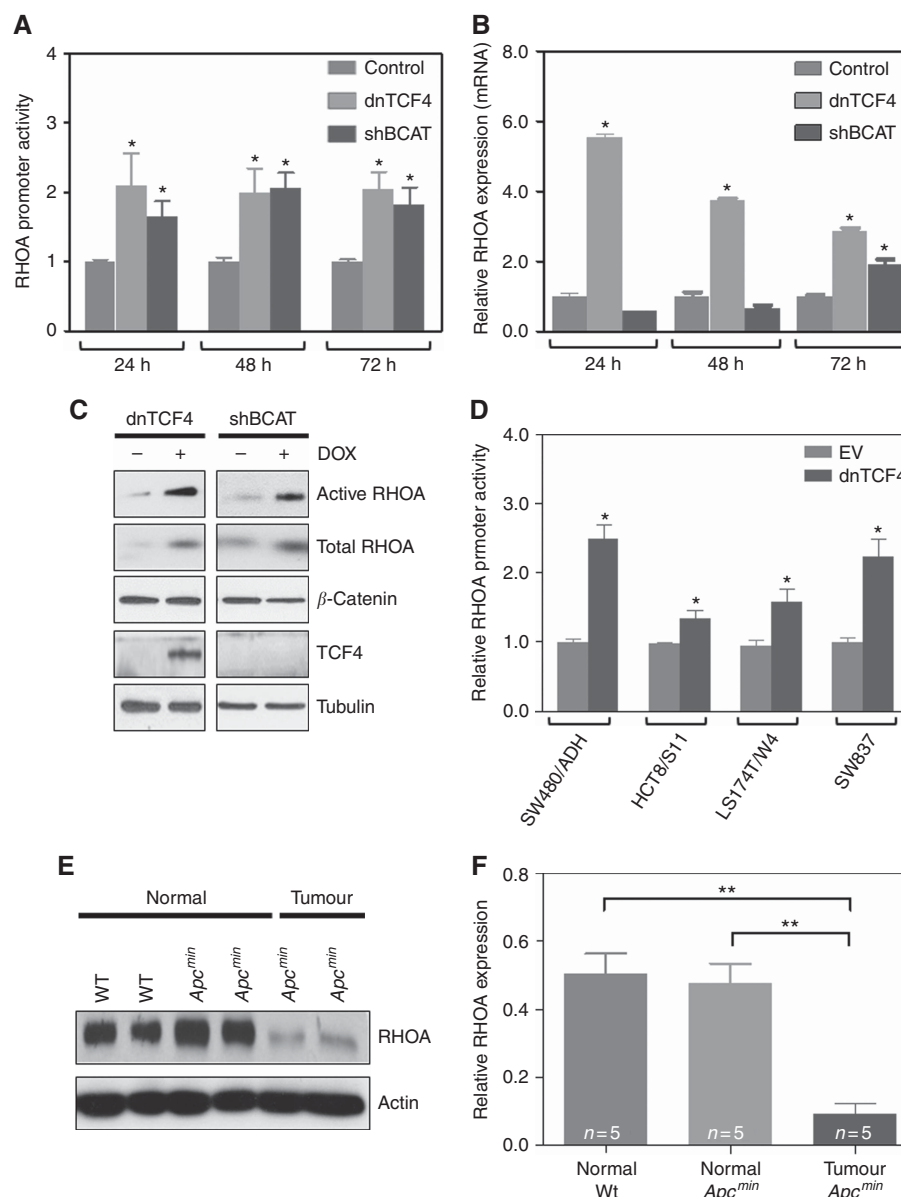 A
RHOA promoter activity
4
3
2
1
0
Control
dnTCF4
shBCAT
* *
* *
* *
24 h 48 h 72 h
B
Relative RHOA expression (mRNA)
8.0
6.0
4.0
2.0
0.0
Control
dnTCF4
shBCAT
*
*
* *
24 h 48 h 72 h
C
dnTCF4 shBCAT
– + – + DOX
Active RHOA
Total RHOA
β-Catenin
TCF4
Tubulin
D
Relative RHOA prmoter activity
4.0
3.0
2.0
1.0
0.0
EV
dnTCF4
* * * *
SW480/ADH HCT8/S11 LS174T/W4 SW837
E
Normal Tumour
WT WT Apcmin Apcmin Apcmin Apcmin
RHOA
Actin
F
Relative RHOA expression
0.8
0.6
0.4
0.2
0.0
**
**
n=5 n=5 n=5
Normal Normal Tumour
Wt Apcmin Apcmin